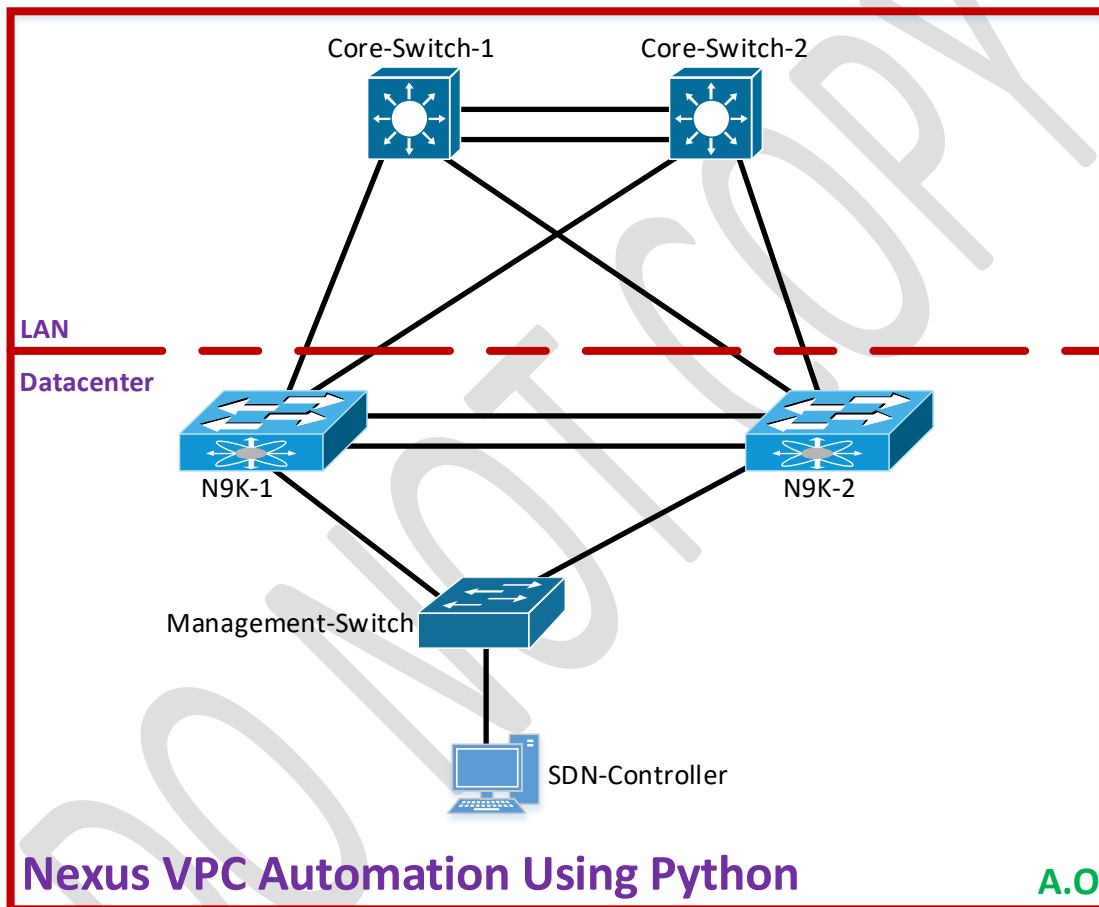 Core-Switch-1
Core-Switch-2
LAN
Datacenter
N9K-1
N9K-2
Management-Switch
SDN-Controller
Nexus VPC Automation Using Python
A.O
DO NOT COPY